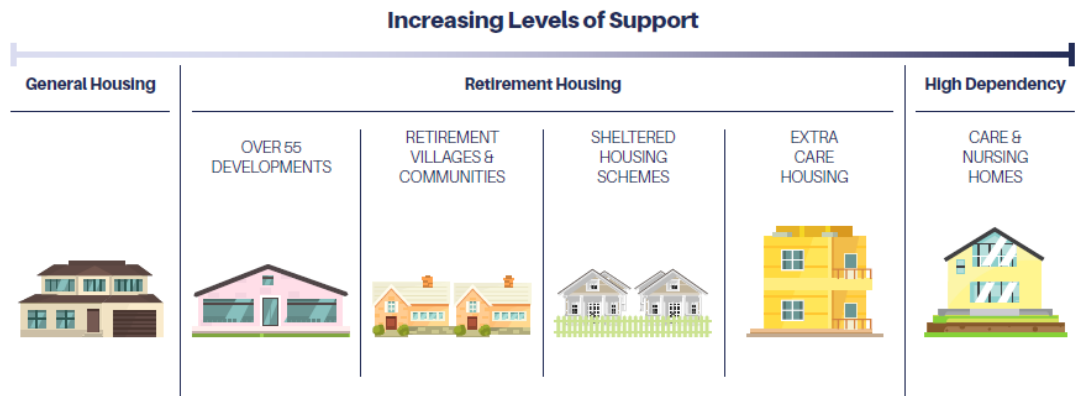 Increasing Levels of Support
General Housing
Retirement Housing
High Dependency
OVER 55
DEVELOPMENTS
RETIREMENT
VILLAGES &
COMMUNITIES
SHELTERED
HOUSING
SCHEMES
EXTRA
CARE
HOUSING
CARE &
NURSING
HOMES